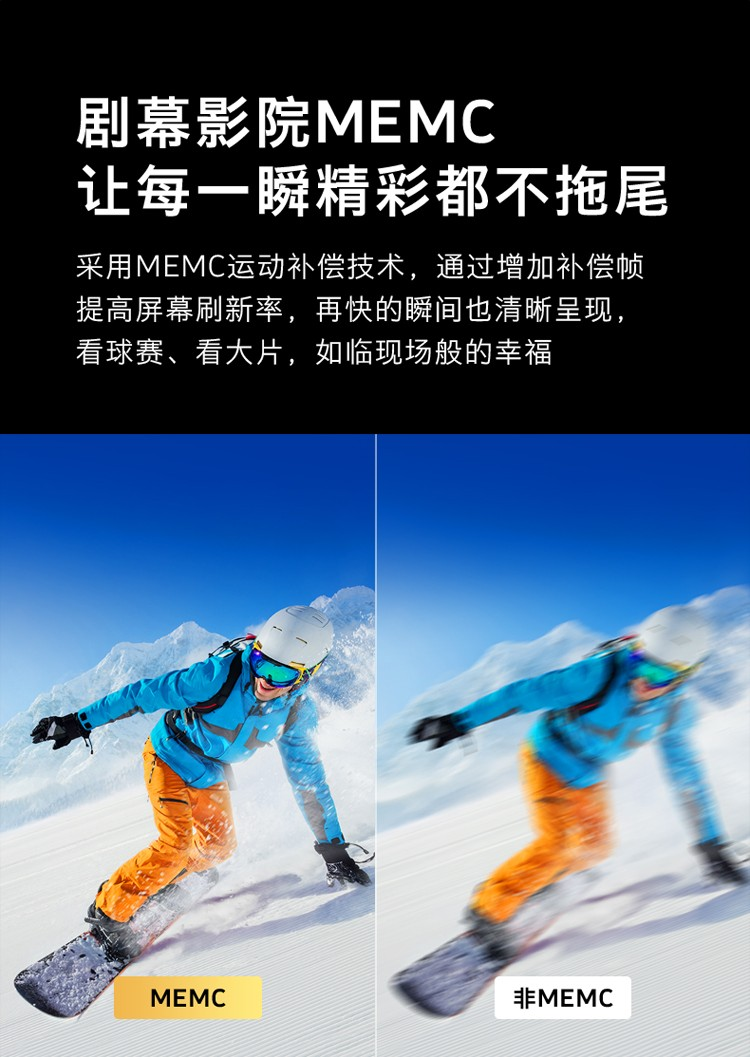 剧幕影院MEMC
让每一瞬精彩都不拖尾
采用MEMC运动补偿技术，通过增加补偿帧
提高屏幕刷新率，再快的瞬间也清晰呈现，
看球赛、看大片，如临现场般的幸福
MEMC
非MEMC